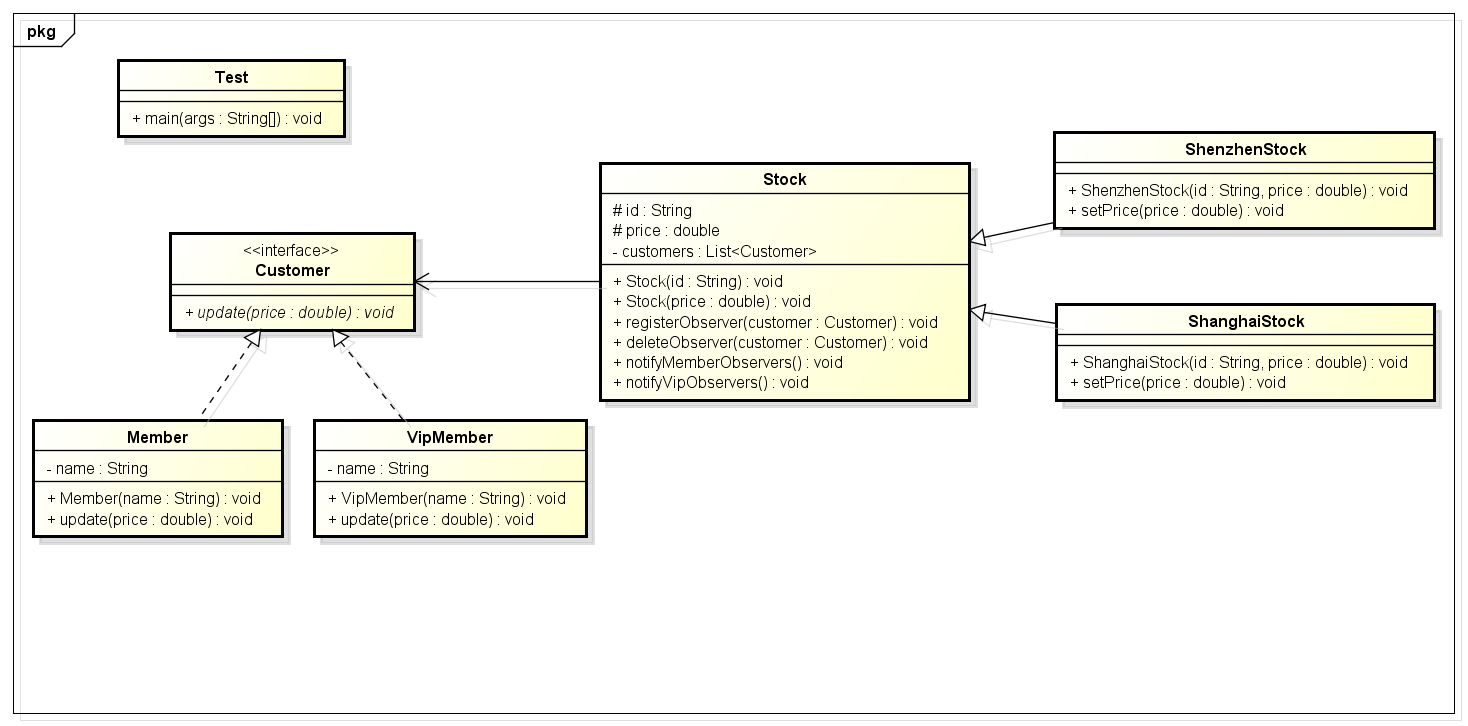 pkg
Test
+ main(args : String[]) : void
<<interface>>
Customer
+ update(price : double) : void
Member
- name : String
+ Member(name : String) : void
+ update(price : double) : void
VipMember
- name : String
+ VipMember(name : String) : void
+ update(price : double) : void
Stock
# id : String
# price : double
- customers : List<Customer>
+ Stock(id : String) : void
+ Stock(price : double) : void
+ registerObserver(customer : Customer) : void
+ deleteObserver(customer : Customer) : void
+ notifyMemberObservers() : void
+ notifyVipObservers() : void
ShenzhenStock
+ ShenzhenStock(id : String, price : double) : void
+ setPrice(price : double) : void
ShanghaiStock
+ ShanghaiStock(id : String, price : double) : void
+ setPrice(price : double) : void